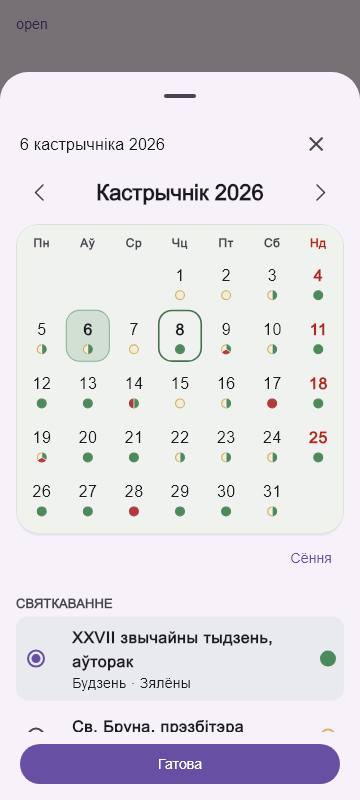 open
6 кастрычніка 2026
Кастрычнік 2026
Пн Аў Ср Чц Пт Сб Нд
1 2 3 4
5 6 7 8 9 10 11
12 13 14 15 16 17 18
19 20 21 22 23 24 25
26 27 28 29 30 31
Сёння
СВЯТКАВАННЕ
XXVII звычайны тыдзень,
аўторак
Будзень · Зялёны
Св. Бруна, прэзбітэра
Гатова